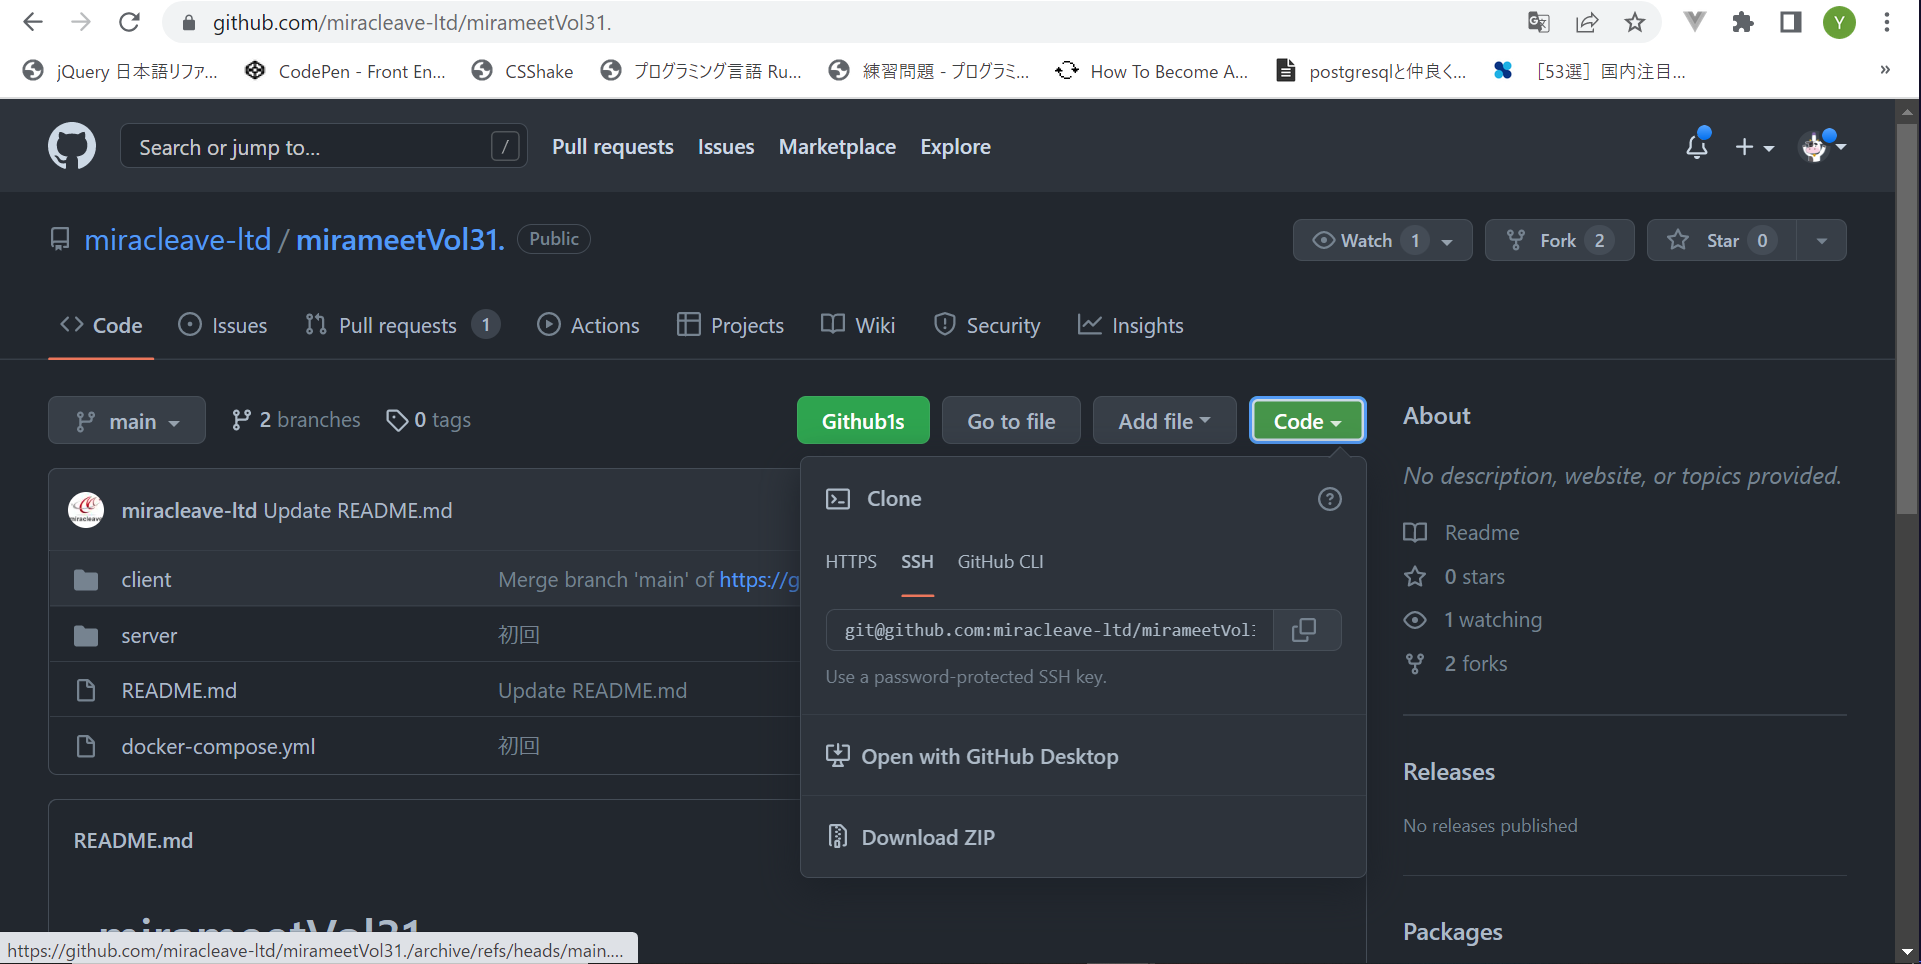 github.com/miracleave-ltd/mirameetVol31.
Y
jQuery 日本語リファ... CodePen - Front En... CSShake プログラミング言語 Ru... 練習問題 - プログラミ... How To Become A... postgresqlと仲良く... [53選] 国内注目... »
Search or jump to... / Pull requests Issues Marketplace Explore
miracleave-ltd / mirameetVol31. Public
Watch 1 Fork 2 Star 0
Code Issues Pull requests 1 Actions Projects Wiki Security Insights
main 2 branches 0 tags
Github1s Go to file Add file Code
miracleave-ltd Update README.md
client Merge branch 'main' of https://g
server 初回
README.md Update README.md
docker-compose.yml 初回
Clone
HTTPS SSH GitHub CLI
git@github.com:miracleave-ltd/mirameetVol3
Use a password-protected SSH key.
Open with GitHub Desktop
Download ZIP
About
No description, website, or topics provided.
Readme
0 stars
1 watching
2 forks
Releases
No releases published
Packages
README.md
mirameetVol31.
https://github.com/miracleave-ltd/mirameetVol31./archive/refs/heads/main....